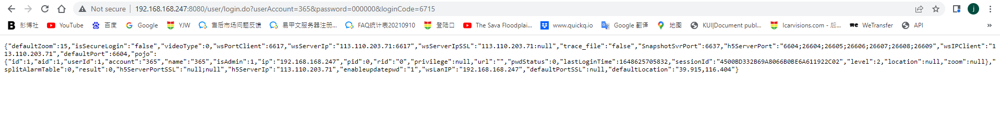 Not secure | 192.168.168.247:8080/user/login.do?userAccount=365&password=000000&loginCode=6715
j
B 彭博社 YouTube 百度 Google YJW 售后市场问题反馈 易甲文服务器注册... FAQ统计表20210910 登陆口 The Sava Floodplai... www.quickq.io Google 翻译 地图 KUI|Document publ... Icarvisions.com - 后... we WeTransfer API »
{"defaultZoom":15,"isSecureLogin":"false","videoType":0,"wsPortClient":6617,"wsServerIp":"113.110.203.71:6617","wsServerIpSSL":"113.110.203.71:null","trace_file":"false","SnapshotSvrPort":6637,"h5ServerPort":"6604;26604;26605;26606;26607;26608;26609","wsIPClient":"1
13.110.203.71","defaultPort":6604,"pojo":
{"id":1,"aid":1,"userId":1,"account":"365","name":"365","isAdmin":1,"ip":"192.168.168.247","pid":0,"rid":"0","privilege":null,"url":"","pwdStatus":0,"lastLoginTime":1648625705832,"sessionId":"4500BD332B69A8066B0BE6A611922C02","level":2,"location":null,"zoom":null},"
splitAlarmTable":0,"result":0,"h5ServerPortSSL":"null;null","h5ServerIp":"113.110.203.71","enableupdatepwd":"1","wsLanIP":"192.168.168.247","defaultPortSSL":null,"defaultLocation":"39.915,116.404"}